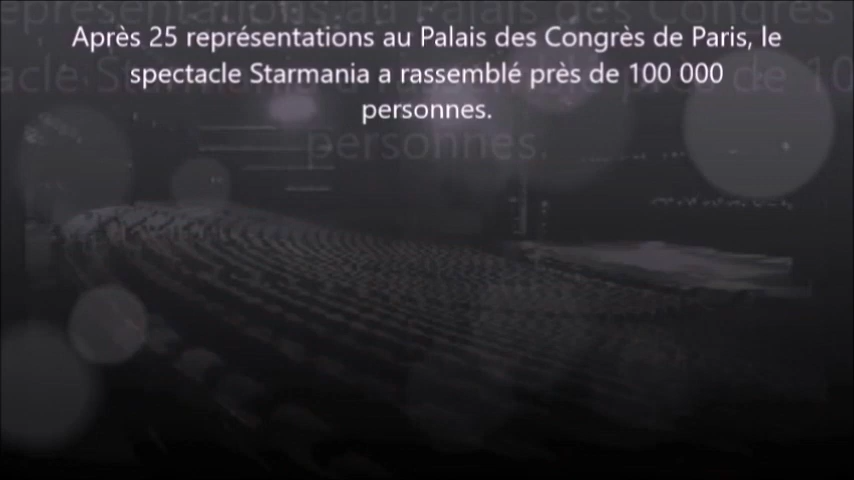 Après 25 représentations au Palais des Congrès de Paris, le
spectacle Starmania a rassemblé près de 100 000
personnes.